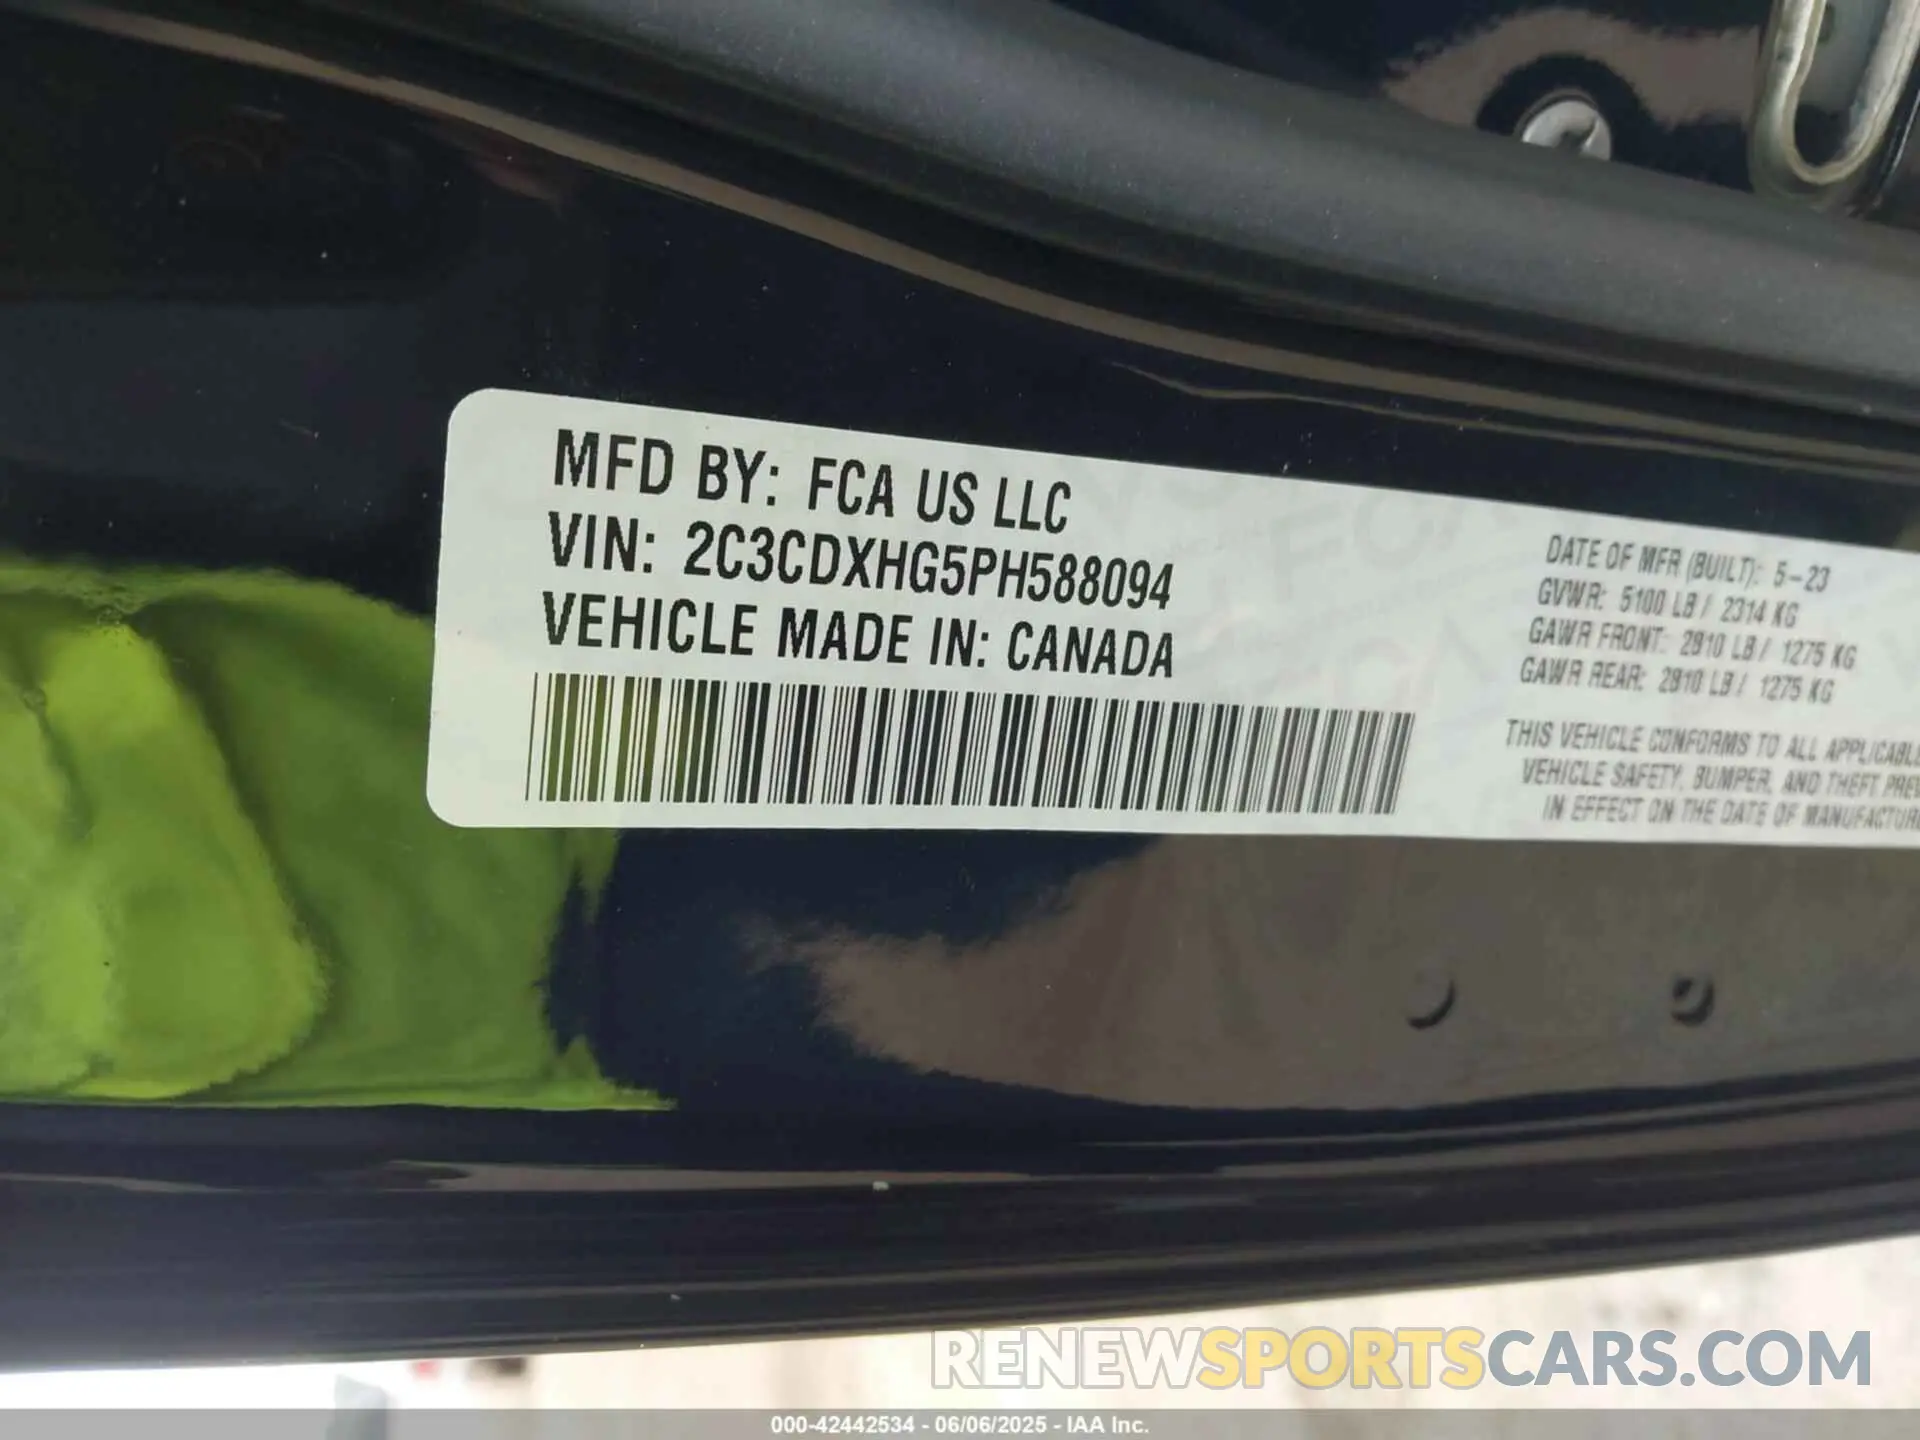 MFD BY: FCA US LLC
VIN: 2C3CDXHG5PH588094
VEHICLE MADE IN: CANADA
DATE OF MFR (BUILT): 5-23
GVWR: 5100 LB / 2314 KG
GAWR FRONT: 2810 LB / 1275 KG
GAWR REAR: 2810 LB / 1275 KG
THIS VEHICLE CONFORMS TO ALL APPLICABLE
VEHICLE SAFETY, BUMPER, AND THEFT PREV
IN EFFECT ON THE DATE OF MANUFACTUR
RENEWSPORTSCARS.COM
000-42442534 - 06/06/2025 - IAA Inc.